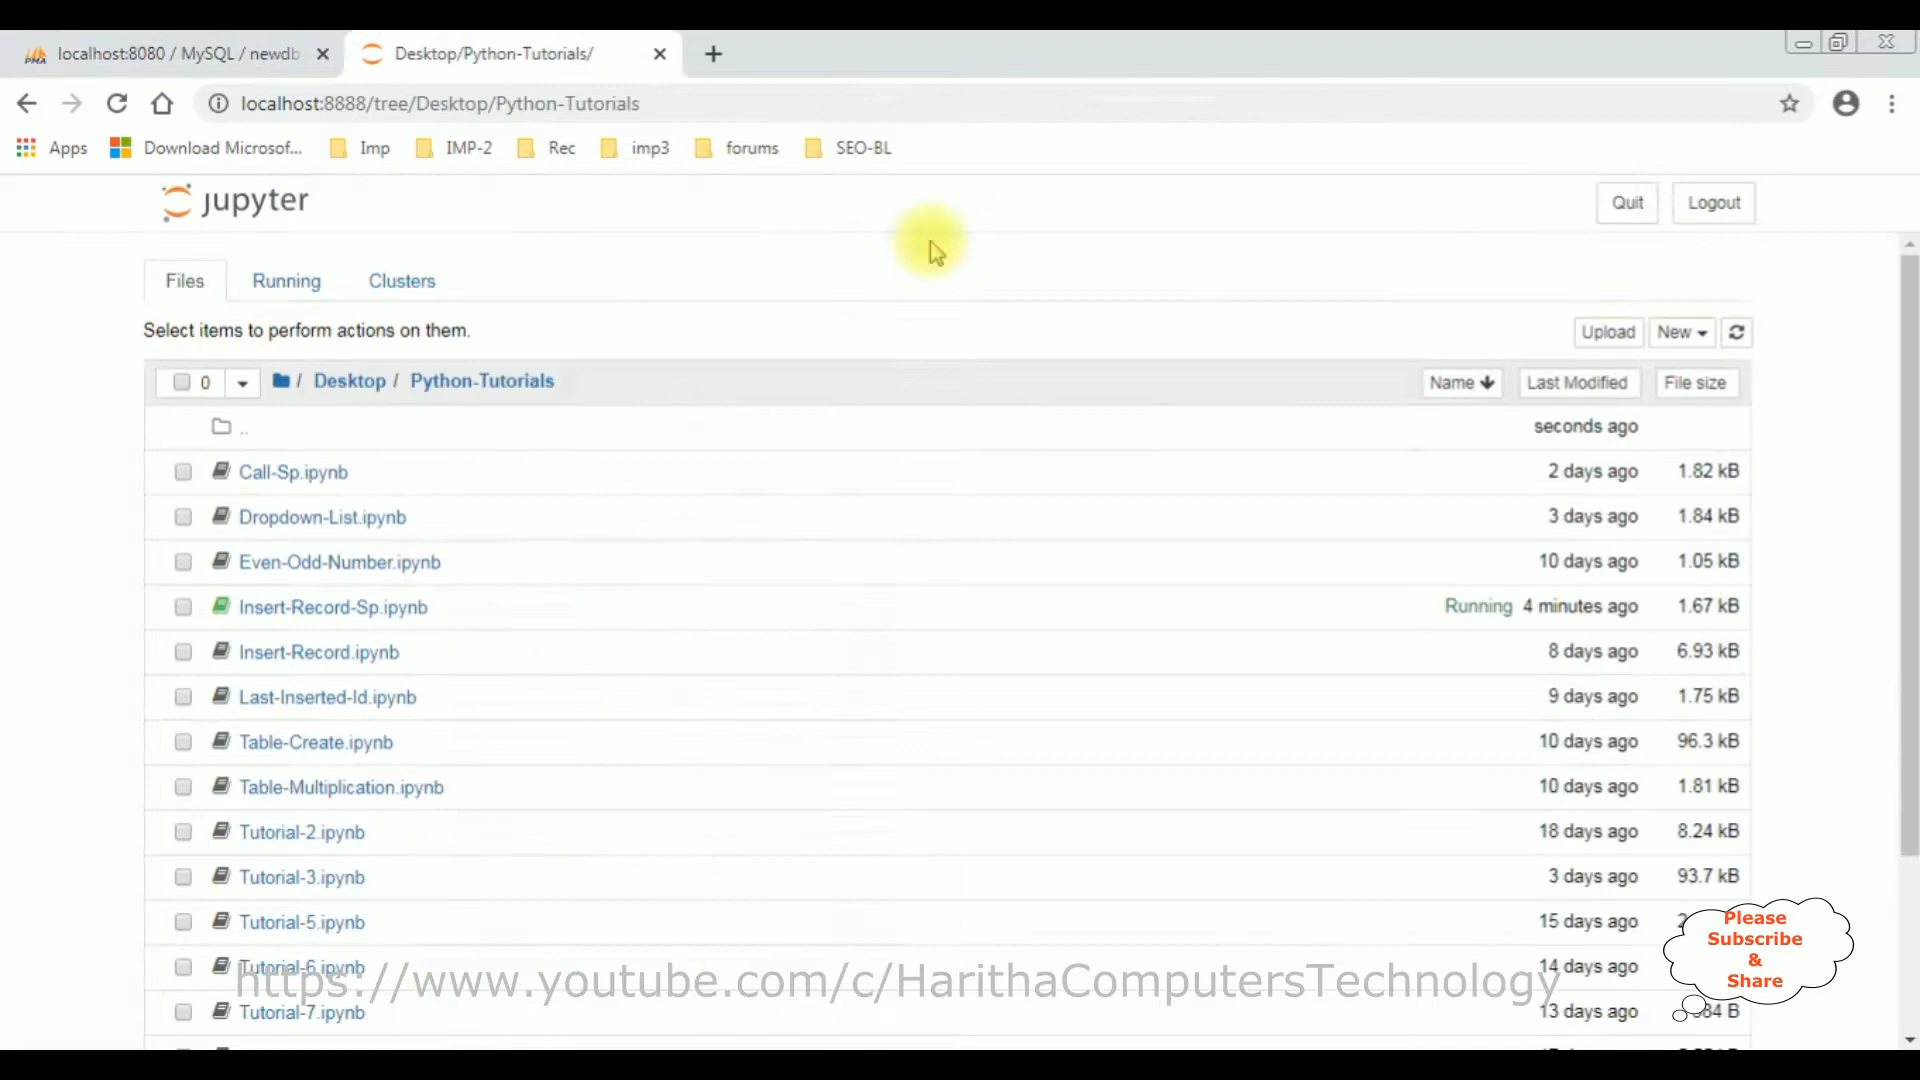 localhost:8080 / MySQL / newdb
Desktop/Python-Tutorials/
localhost:8888/tree/Desktop/Python-Tutorials
Apps
Download Microsof...
Imp
IMP-2
Rec
imp3
forums
SEO-BL
jupyter
Quit
Logout
Files
Running
Clusters
Select items to perform actions on them.
Upload
New
0
/ Desktop / Python-Tutorials
Name
Last Modified
File size
..
seconds ago
Call-Sp.ipynb 2 days ago 1.82 kB
Dropdown-List.ipynb 3 days ago 1.84 kB
Even-Odd-Number.ipynb 10 days ago 1.05 kB
Insert-Record-Sp.ipynb Running 4 minutes ago 1.67 kB
Insert-Record.ipynb 8 days ago 6.93 kB
Last-Inserted-Id.ipynb 9 days ago 1.75 kB
Table-Create.ipynb 10 days ago 96.3 kB
Table-Multiplication.ipynb 10 days ago 1.81 kB
Tutorial-2.ipynb 18 days ago 8.24 kB
Tutorial-3.ipynb 3 days ago 93.7 kB
Tutorial-5.ipynb 15 days ago
Tutorial-6.ipynb 14 days ago
https://www.youtube.com/c/HarithaComputersTechnology
Tutorial-7.ipynb 13 days ago
Please
Subscribe
&
Share